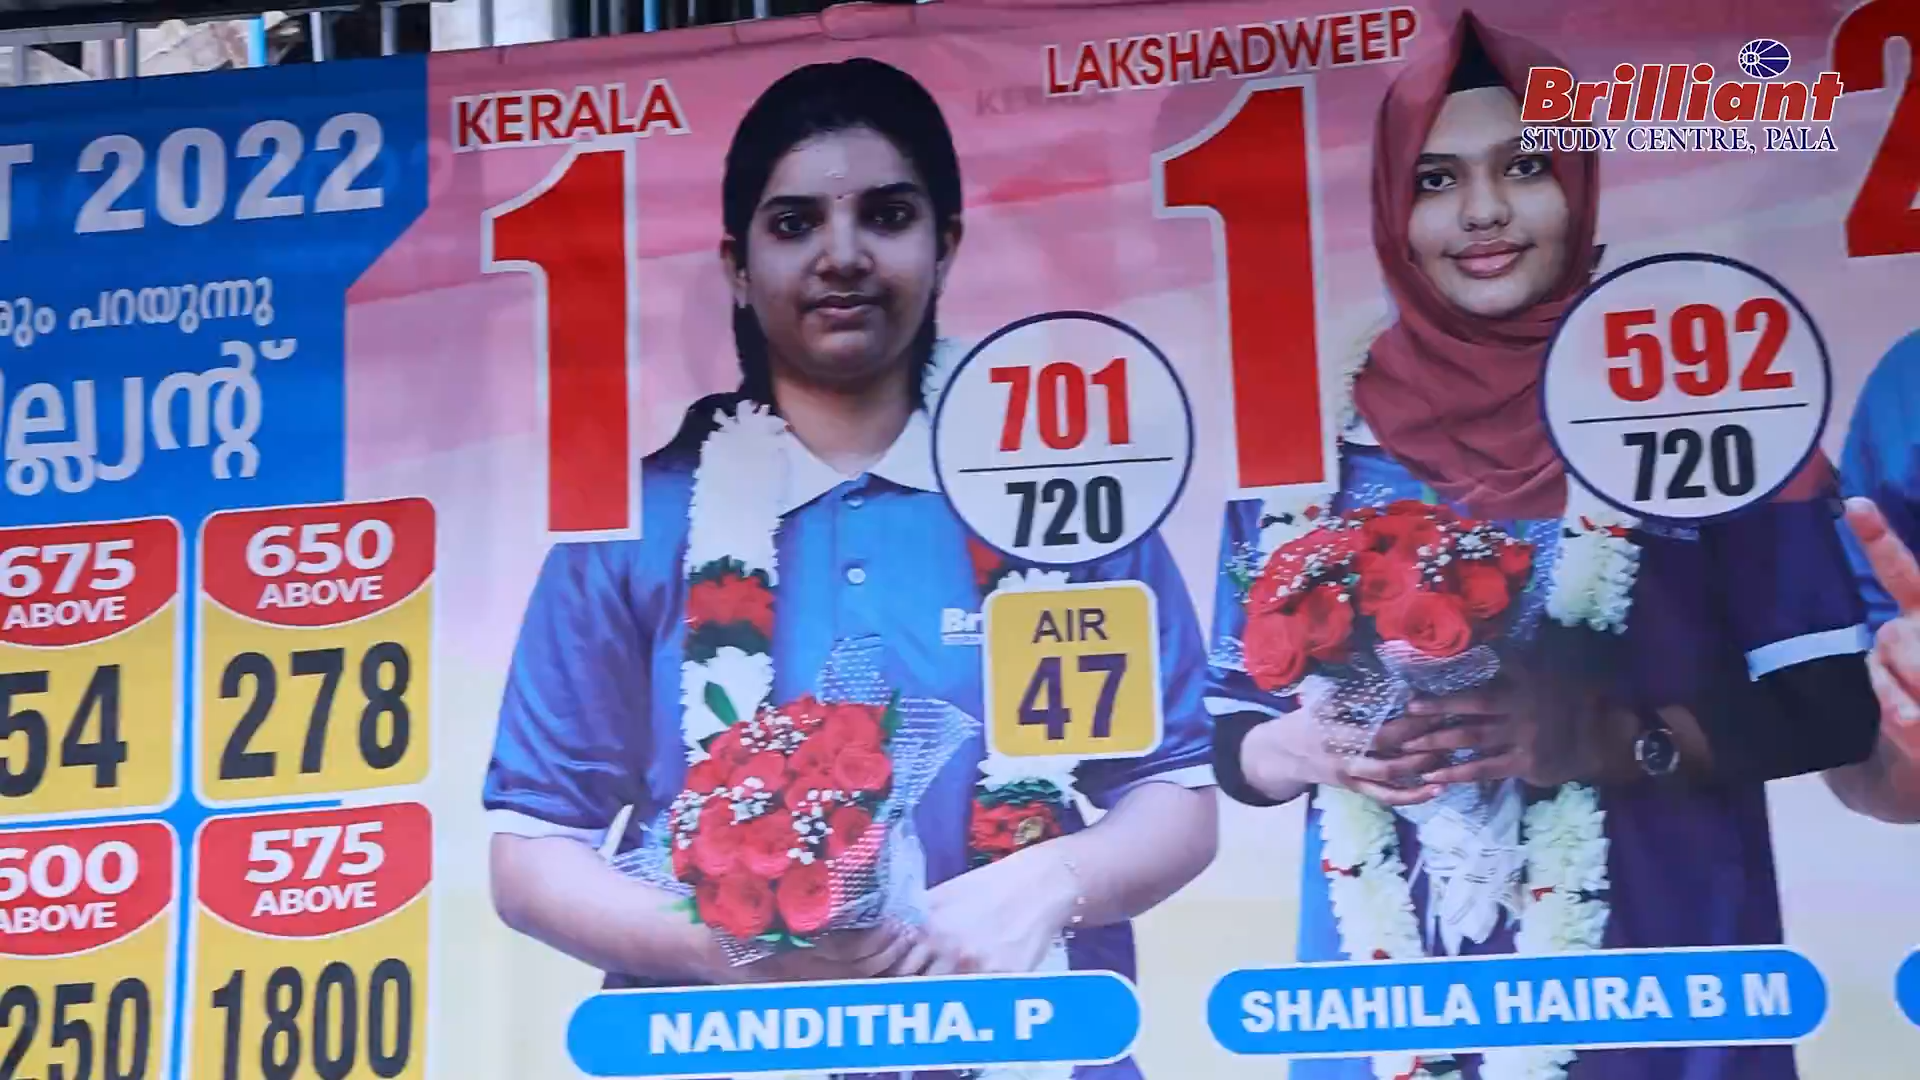 Brilliant
STUDY CENTRE, PALA
T 2022
പറയുന്നു
KERALA
1
701
720
AIR
47
NANDITHA. P
LAKSHADWEEP
1
592
720
SHAHILA HAIRA B M
2
675
ABOVE
54
650
ABOVE
278
600
ABOVE
250
575
ABOVE
1800